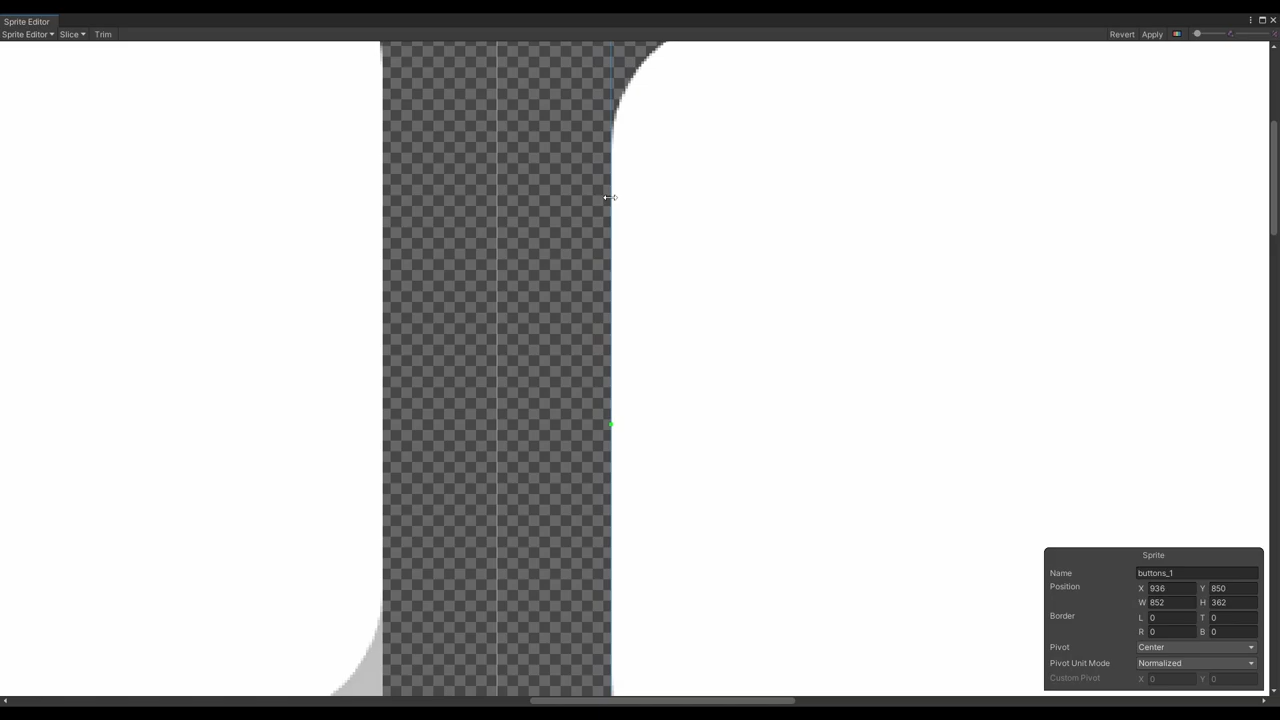 Sprite Editor
Sprite Editor Slice Trim Revert Apply
Sprite
Name buttons_1
Position X 936 Y 850
W 852 H 362
Border L 0 T 0
R 0 B 0
Pivot Center
Pivot Unit Mode Normalized
Custom Pivot X 0 Y 0